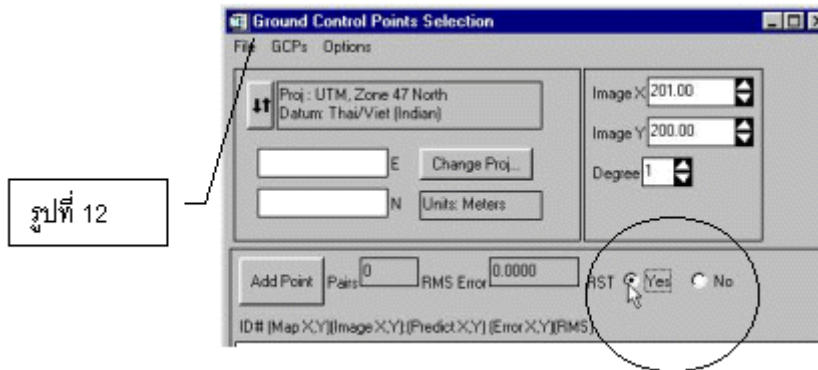 Ground Control Points Selection
File GCPs Options
Proj : UTM, Zone 47 North
Datum: Thai/Viet (Indian)
E
Change Proj...
N
Units: Meters
Image X 201.00
Image Y 200.00
Degree 1
รูปที่ 12
Add Point Pairs 0 RMS Error 0.0000 RST Yes No
ID# (Map X,Y)(Image X,Y):(Predict X,Y) (Error X,Y)(RMS)